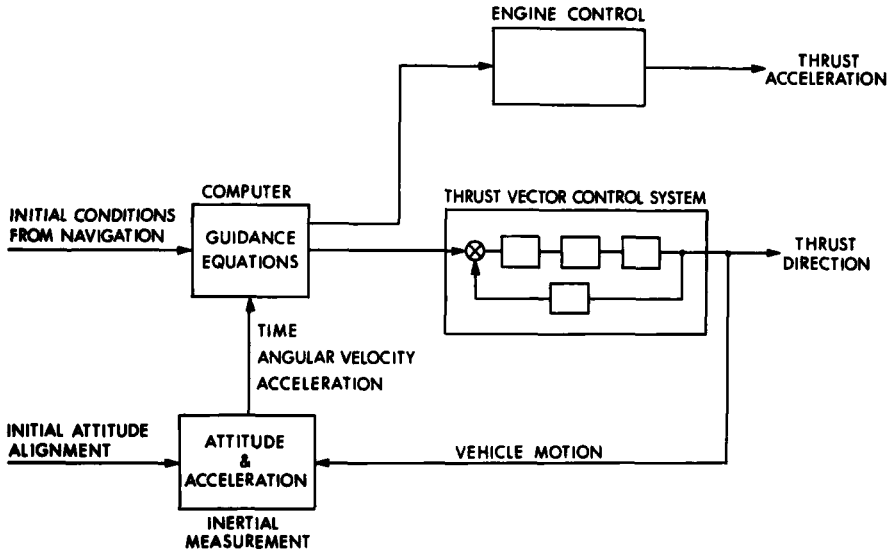 ENGINE CONTROL
THRUST
ACCELERATION
COMPUTER
INITIAL CONDITIONS
FROM NAVIGATION
GUIDANCE
EQUATIONS
THRUST VECTOR CONTROL SYSTEM
THRUST
DIRECTION
TIME
ANGULAR VELOCITY
ACCELERATION
INITIAL ATTITUDE
ALIGNMENT
ATTITUDE
&
ACCELERATION
VEHICLE MOTION
INERTIAL
MEASUREMENT